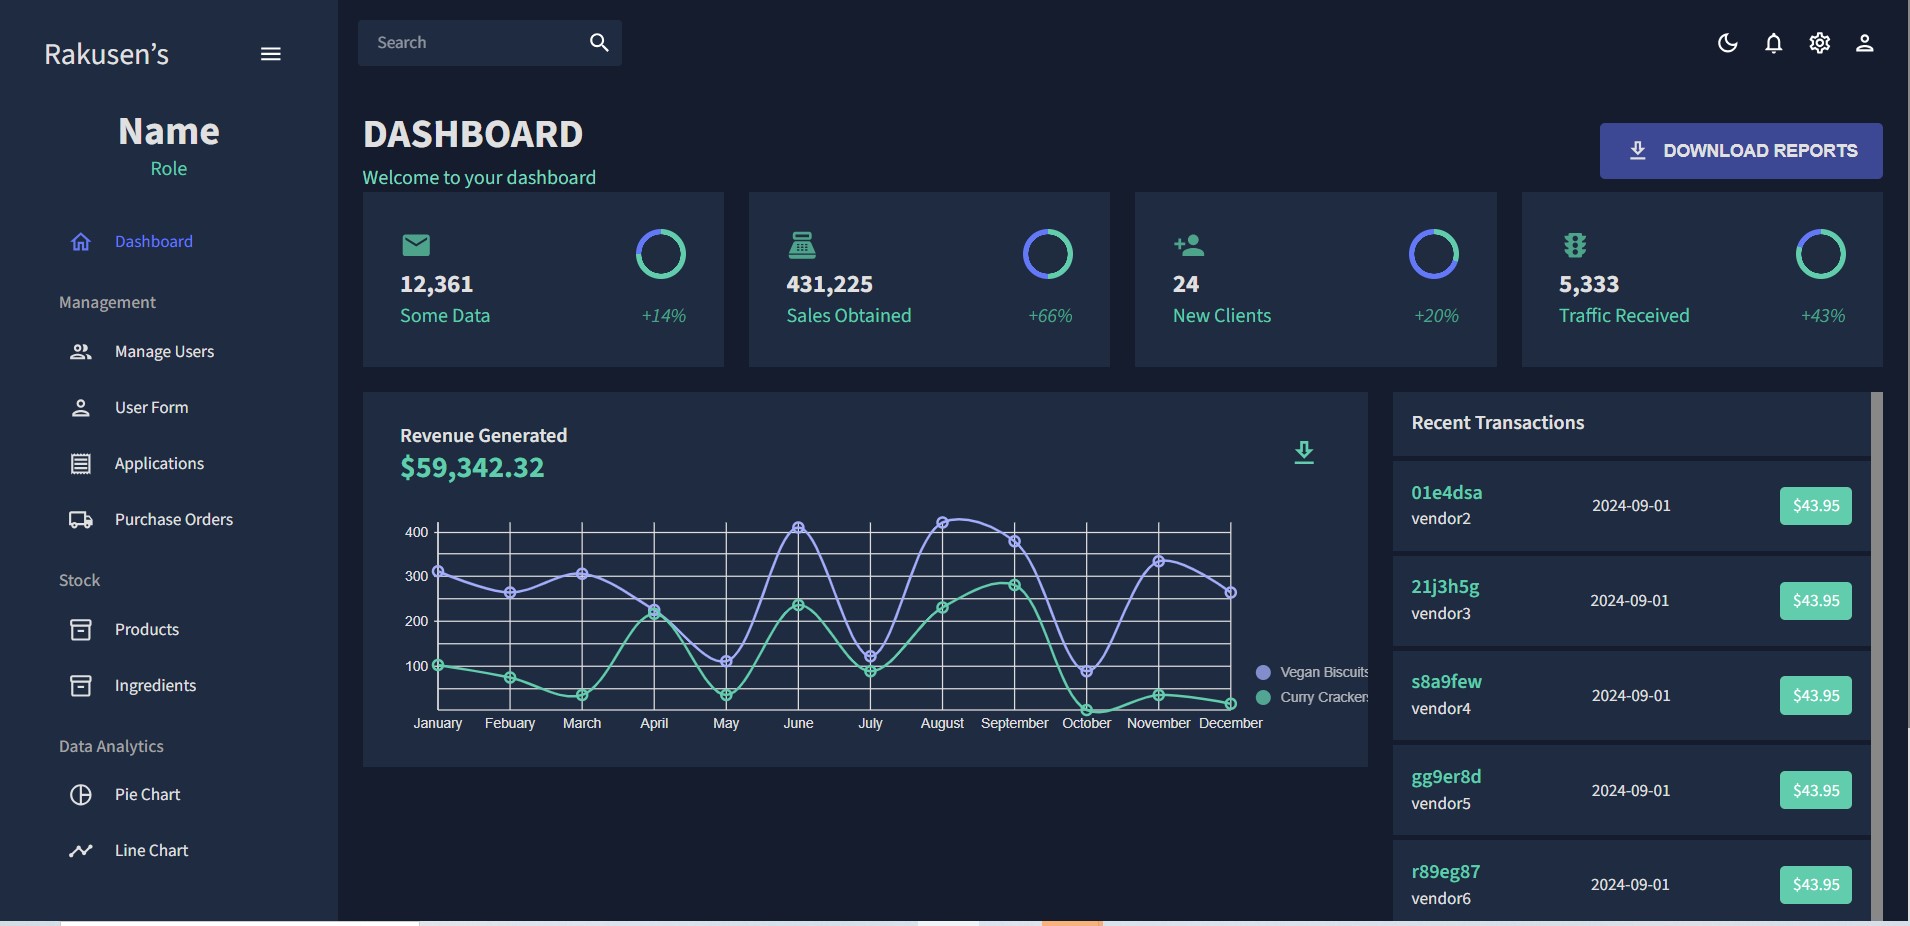 Rakusen’s
Name
Role
Dashboard
Management
Manage Users
User Form
Applications
Purchase Orders
Stock
Products
Ingredients
Data Analytics
Pie Chart
Line Chart
Search
DASHBOARD
Welcome to your dashboard
DOWNLOAD REPORTS
12,361
Some Data
+14%
431,225
Sales Obtained
+66%
24
New Clients
+20%
5,333
Traffic Received
+43%
Revenue Generated
$59,342.32
400
300
200
100
January Febuary March April May June July August September October November December
Vegan Biscuits
Curry Crackers
Recent Transactions
01e4dsa
vendor2
2024-09-01
$43.95
21j3h5g
vendor3
2024-09-01
$43.95
s8a9few
vendor4
2024-09-01
$43.95
gg9er8d
vendor5
2024-09-01
$43.95
r89eg87
vendor6
2024-09-01
$43.95